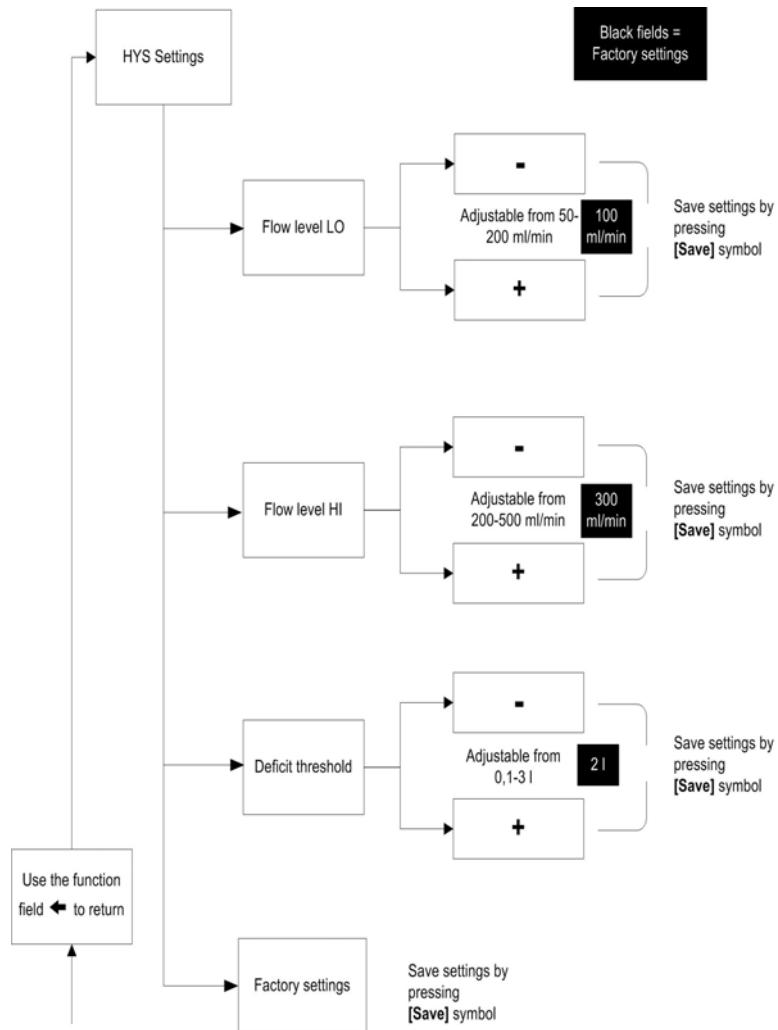 HYS Settings
Black fields =
Factory settings
Flow level LO
-
Adjustable from 50-
200 ml/min
100
ml/min
+
Save settings by
pressing
[Save] symbol
Flow level HI
-
Adjustable from
200-500 ml/min
300
ml/min
+
Save settings by
pressing
[Save] symbol
Deficit threshold
-
Adjustable from
0,1-3 l
2 l
+
Save settings by
pressing
[Save] symbol
Use the function
field 🡸 to return
Factory settings
Save settings by
pressing
[Save] symbol